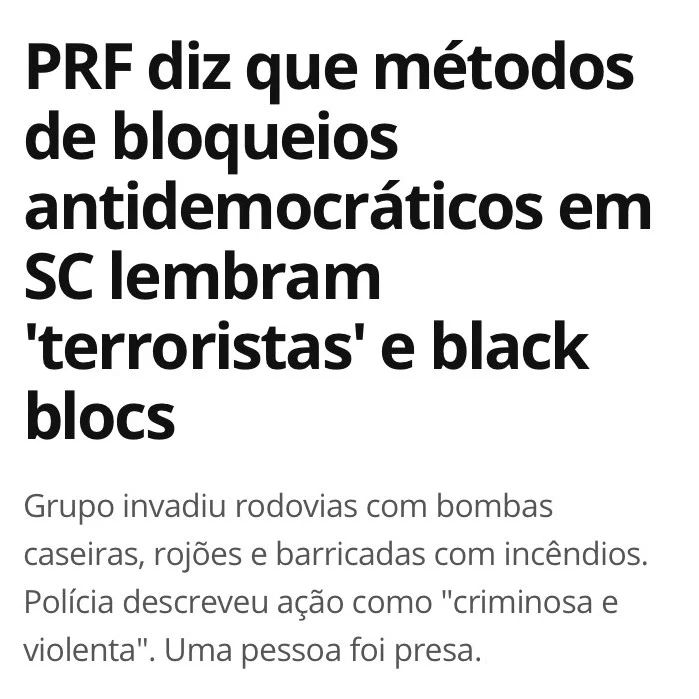 PRF diz que métodos
de bloqueios
antidemocráticos em
SC lembram
'terroristas' e black
blocs
Grupo invadiu rodovias com bombas
caseiras, rojões e barricadas com incêndios.
Polícia descreveu ação como "criminosa e
violenta". Uma pessoa foi presa.